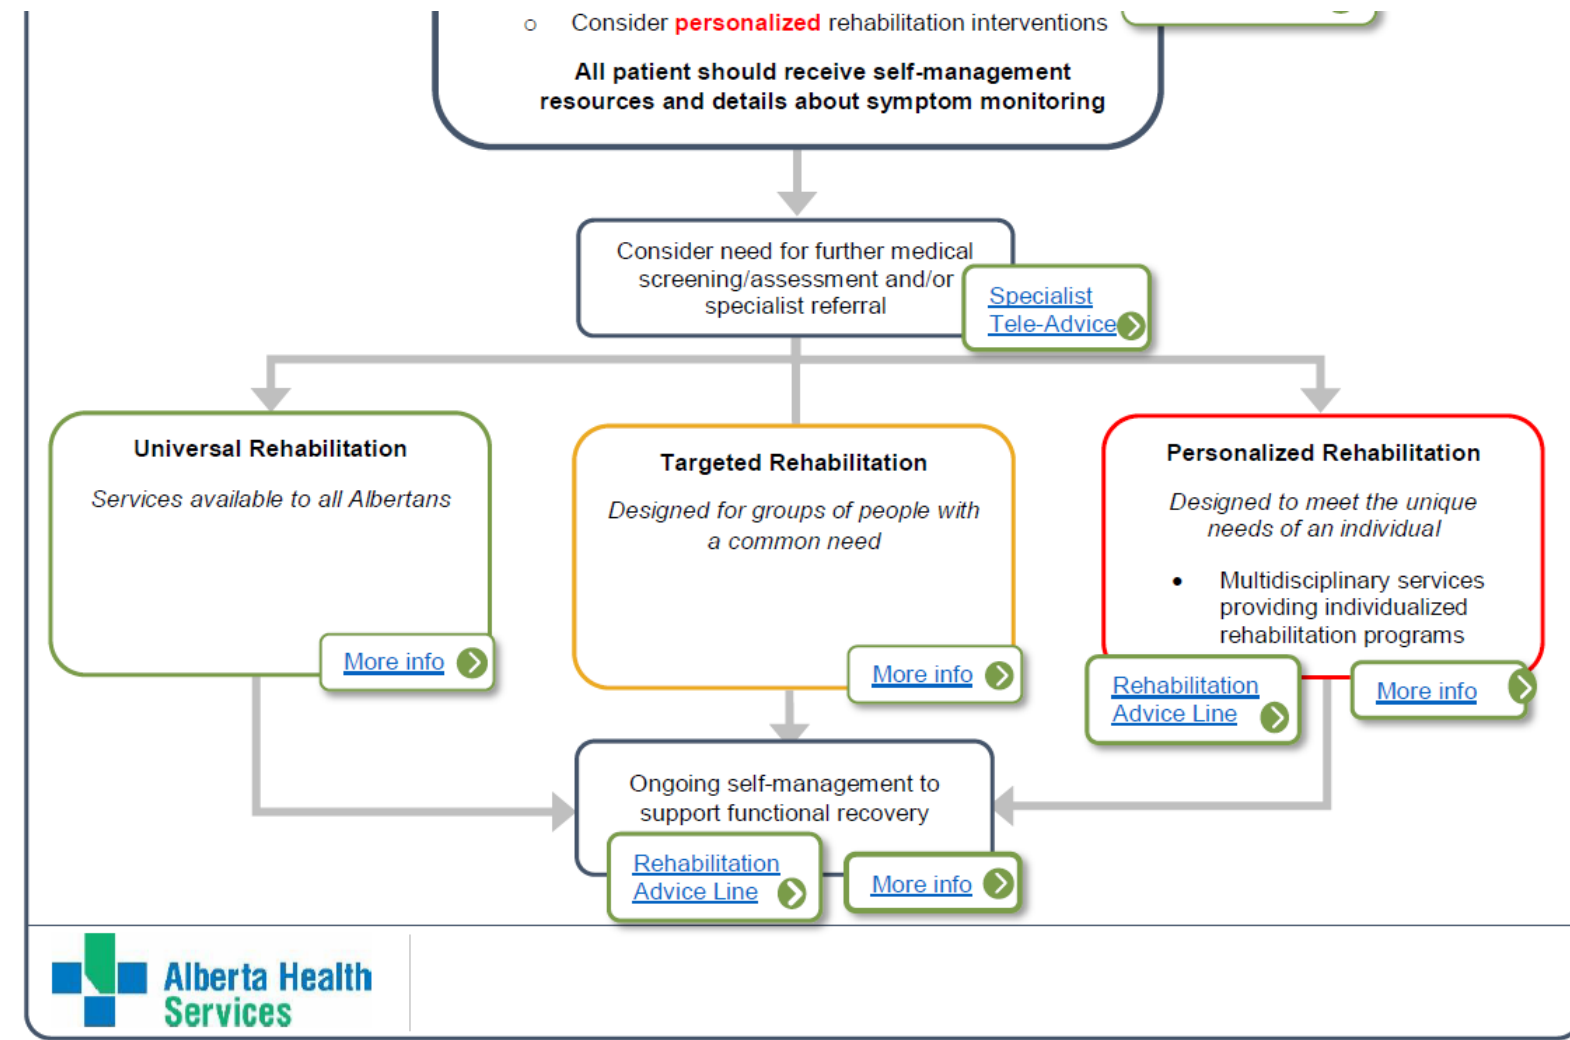 o Consider personalized rehabilitation interventions
All patient should receive self-management
resources and details about symptom monitoring
Consider need for further medical
screening/assessment and/or
specialist referral
Specialist
Tele-Advice
Universal Rehabilitation
Services available to all Albertans
More info
Targeted Rehabilitation
Designed for groups of people with
a common need
More info
Personalized Rehabilitation
Designed to meet the unique
needs of an individual
• Multidisciplinary services
providing individualized
rehabilitation programs
Rehabilitation
Advice Line
More info
Ongoing self-management to
support functional recovery
Rehabilitation
Advice Line
More info
Alberta Health
Services